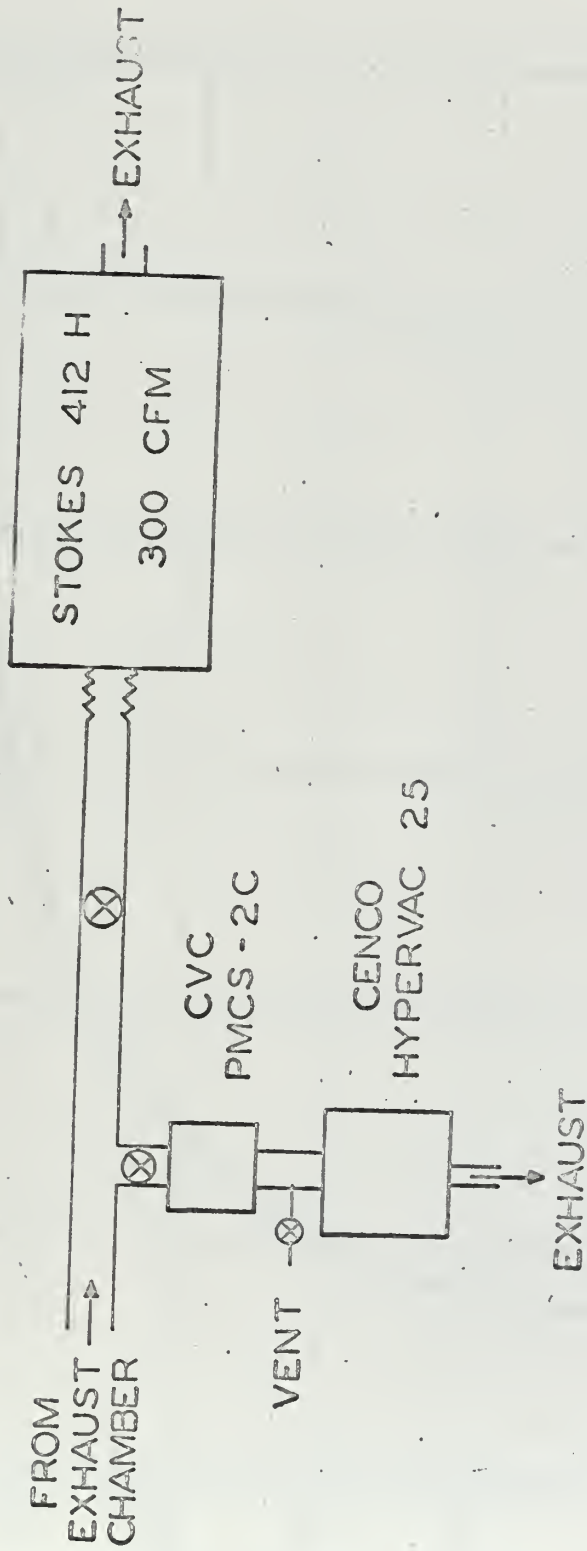 FROM
EXHAUST
CHAMBER
STOKES 412 H
300 CFM
EXHAUST
CVC
PMCS-2C
VENT
CENCO
HYPERVAC 25
EXHAUST